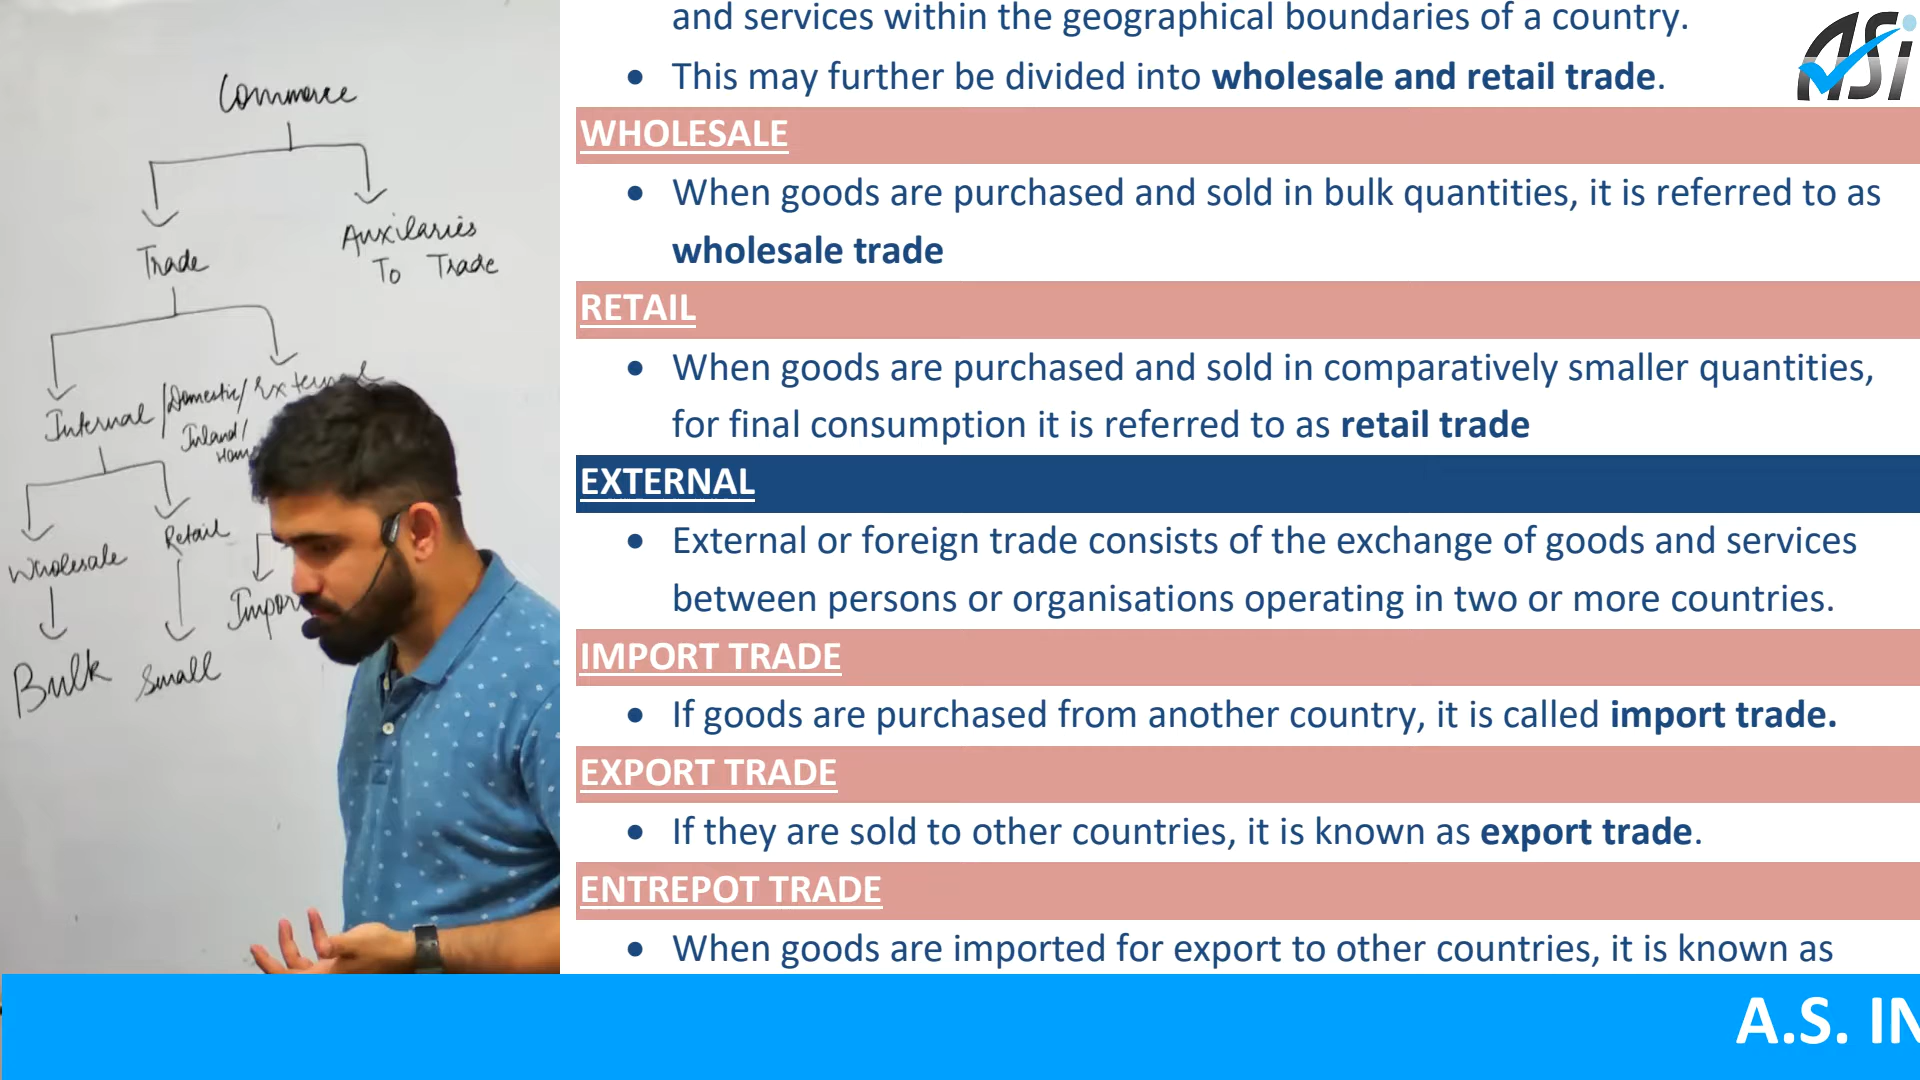 Commerce
Trade
Auxilaries
To Trade
Internal /Domestic/ External
Inland/
Wholesale
Retail
Bulk
Small
and services within the geographical boundaries of a country.
• This may further be divided into wholesale and retail trade.
ASi
WHOLESALE
• When goods are purchased and sold in bulk quantities, it is referred to as
wholesale trade
RETAIL
• When goods are purchased and sold in comparatively smaller quantities,
for final consumption it is referred to as retail trade
EXTERNAL
• External or foreign trade consists of the exchange of goods and services
between persons or organisations operating in two or more countries.
IMPORT TRADE
• If goods are purchased from another country, it is called import trade.
EXPORT TRADE
• If they are sold to other countries, it is known as export trade.
ENTREPOT TRADE
• When goods are imported for export to other countries, it is known as
A.S. IN